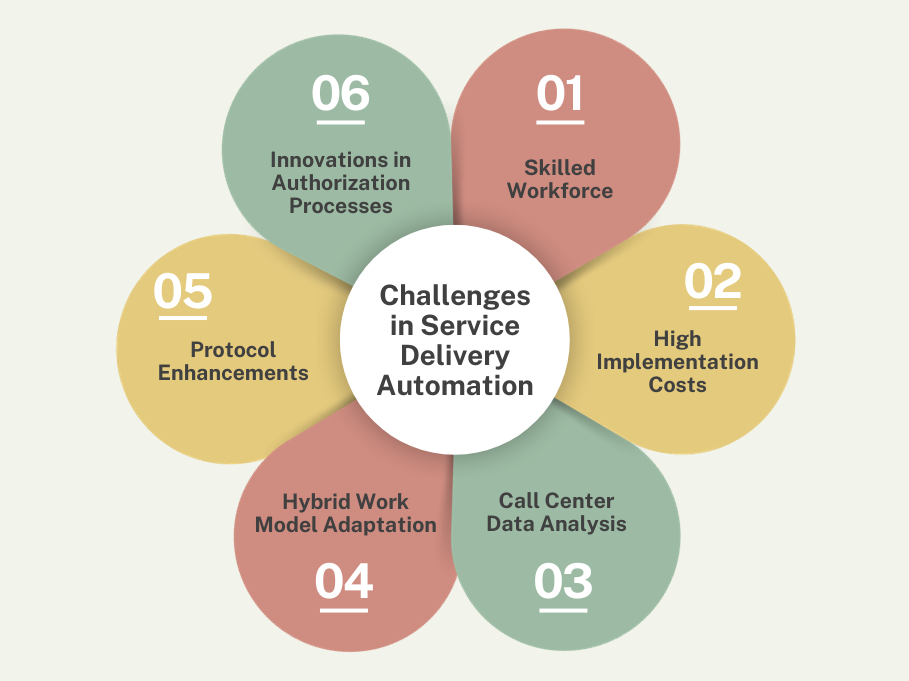 Challenges
in Service
Delivery
Automation
01
Skilled
Workforce
02
High
Implementation
Costs
Call Center
Data Analysis
03
Hybrid Work
Model Adaptation
04
05
Protocol
Enhancements
06
Innovations in
Authorization
Processes